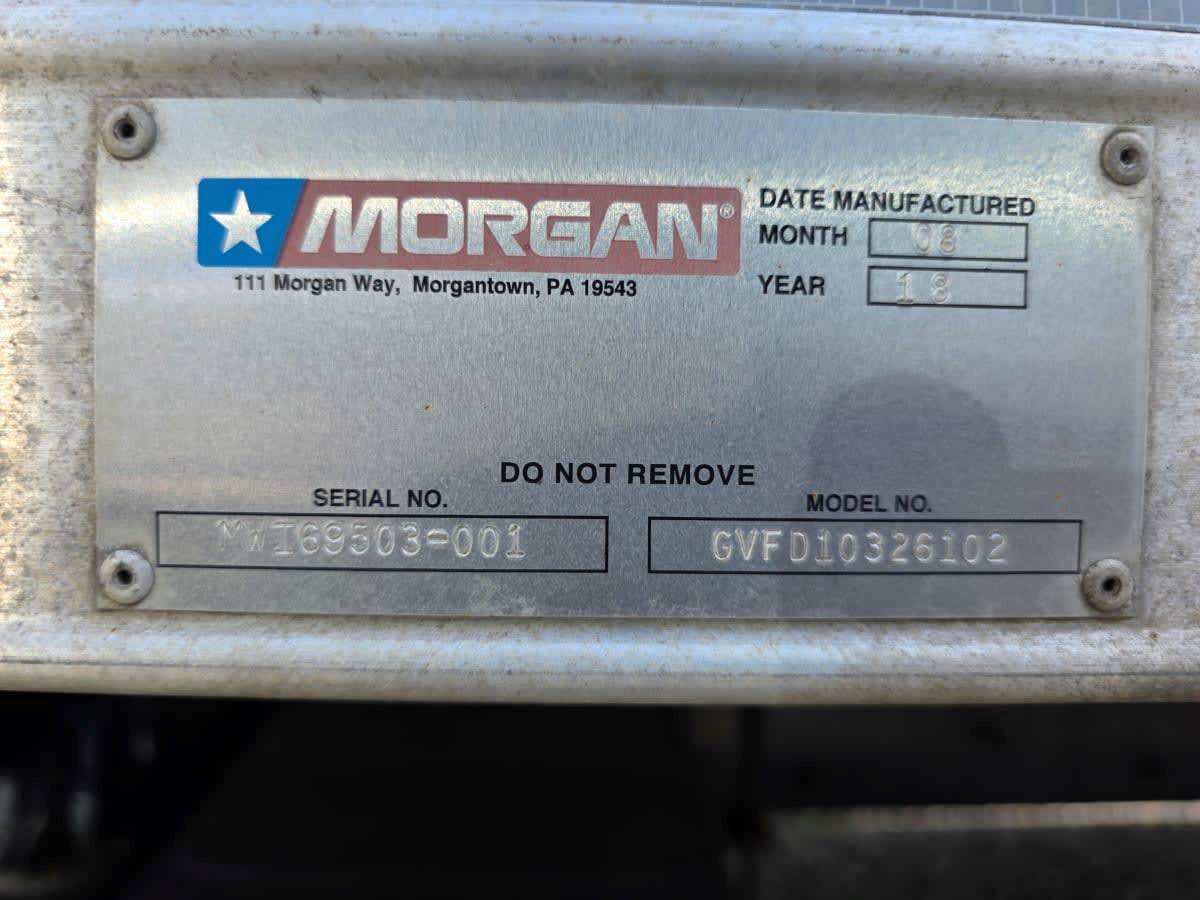 MORGAN®
111 Morgan Way, Morgantown, PA 19543
DATE MANUFACTURED
MONTH 08
YEAR 18
DO NOT REMOVE
SERIAL NO.
MWI69503-001
MODEL NO.
GVFD10326102